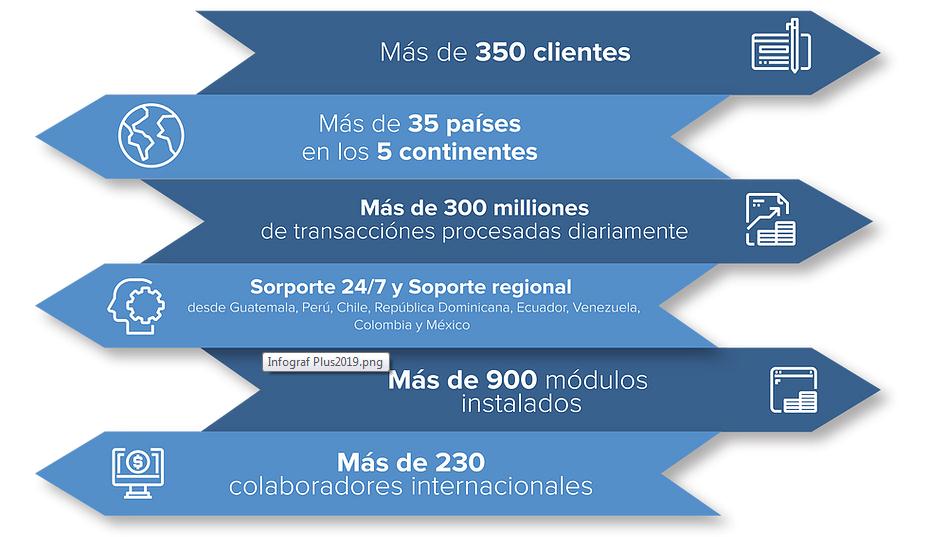 Más de 350 clientes
Más de 35 países
en los 5 continentes
Más de 300 milliones
de transacciónes procesadas diariamente
Sorporte 24/7 y Soporte regional
desde Guatemala, Perú, Chile, República Dominicana, Ecuador, Venezuela,
Colombia y México
Infograf Plus2019.png
Más de 900 módulos
instalados
$
Más de 230
colaboradores internacionales